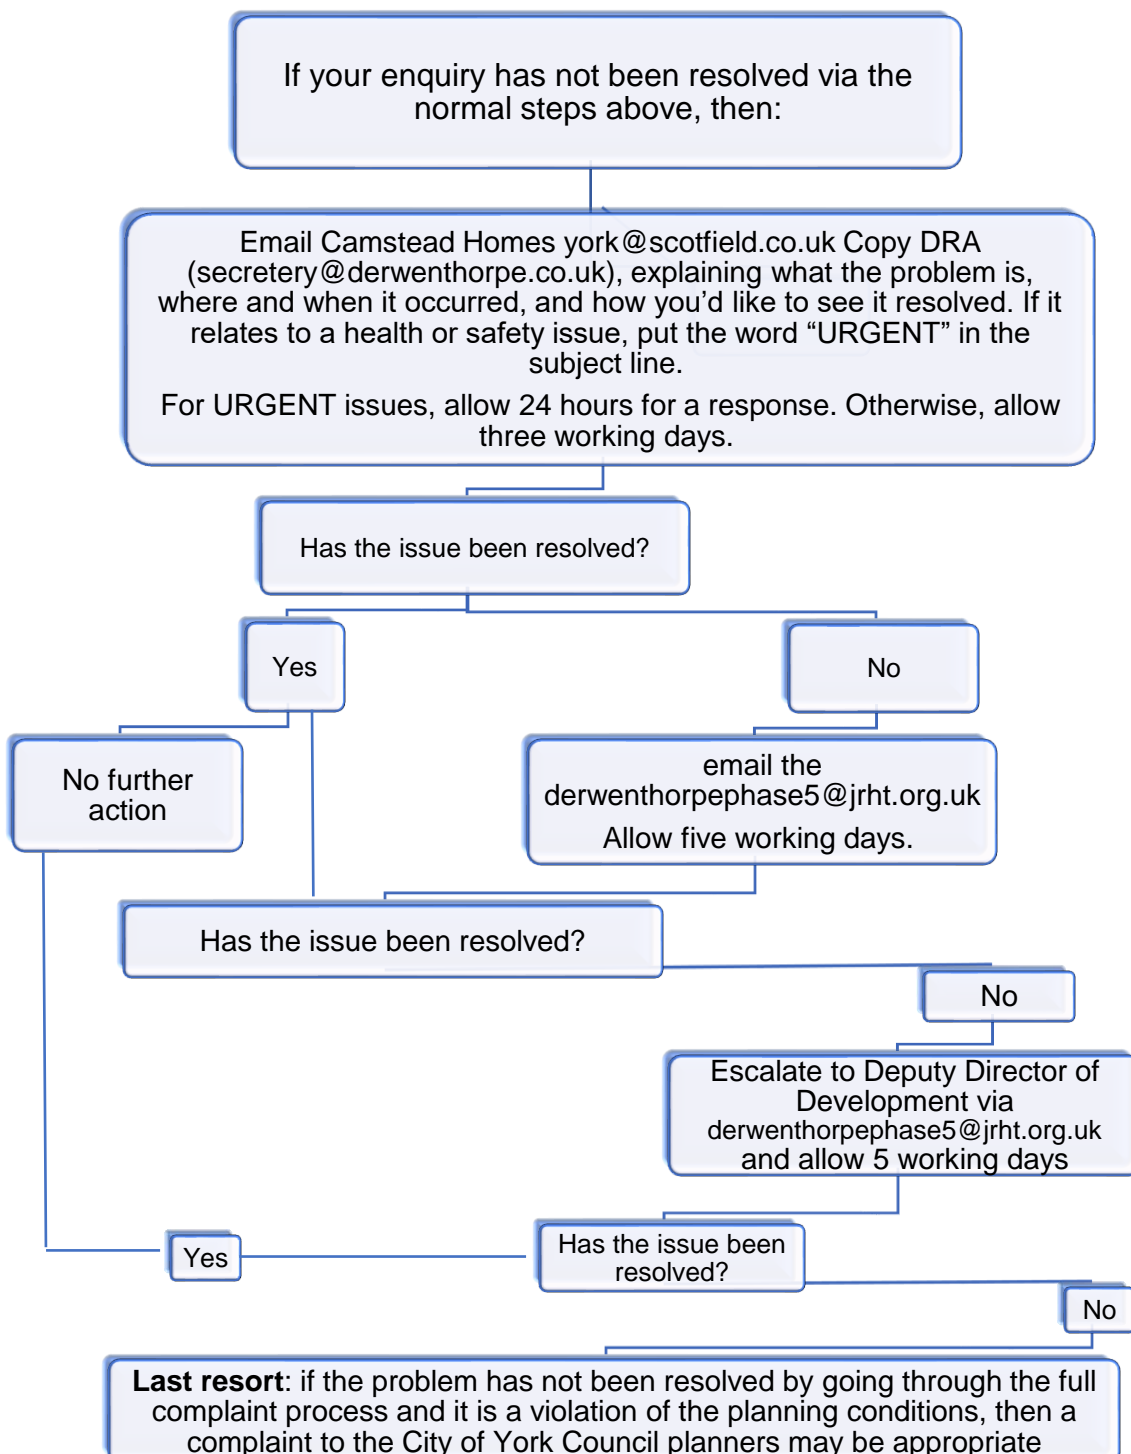 If your enquiry has not been resolved via the
normal steps above, then:
Email Camstead Homes york@scotfield.co.uk Copy DRA
(secretery@derwenthorpe.co.uk), explaining what the problem is,
where and when it occurred, and how you’d like to see it resolved. If it
relates to a health or safety issue, put the word “URGENT” in the
subject line.
For URGENT issues, allow 24 hours for a response. Otherwise, allow
three working days.
Has the issue been resolved?
Yes
No
No further
action
email the
derwenthorpephase5@jrht.org.uk
Allow five working days.
Has the issue been resolved?
No
Escalate to Deputy Director of
Development via
derwenthorpephase5@jrht.org.uk
and allow 5 working days
Yes
Has the issue been
resolved?
No
Last resort: if the problem has not been resolved by going through the full
complaint process and it is a violation of the planning conditions, then a
complaint to the City of York Council planners may be appropriate